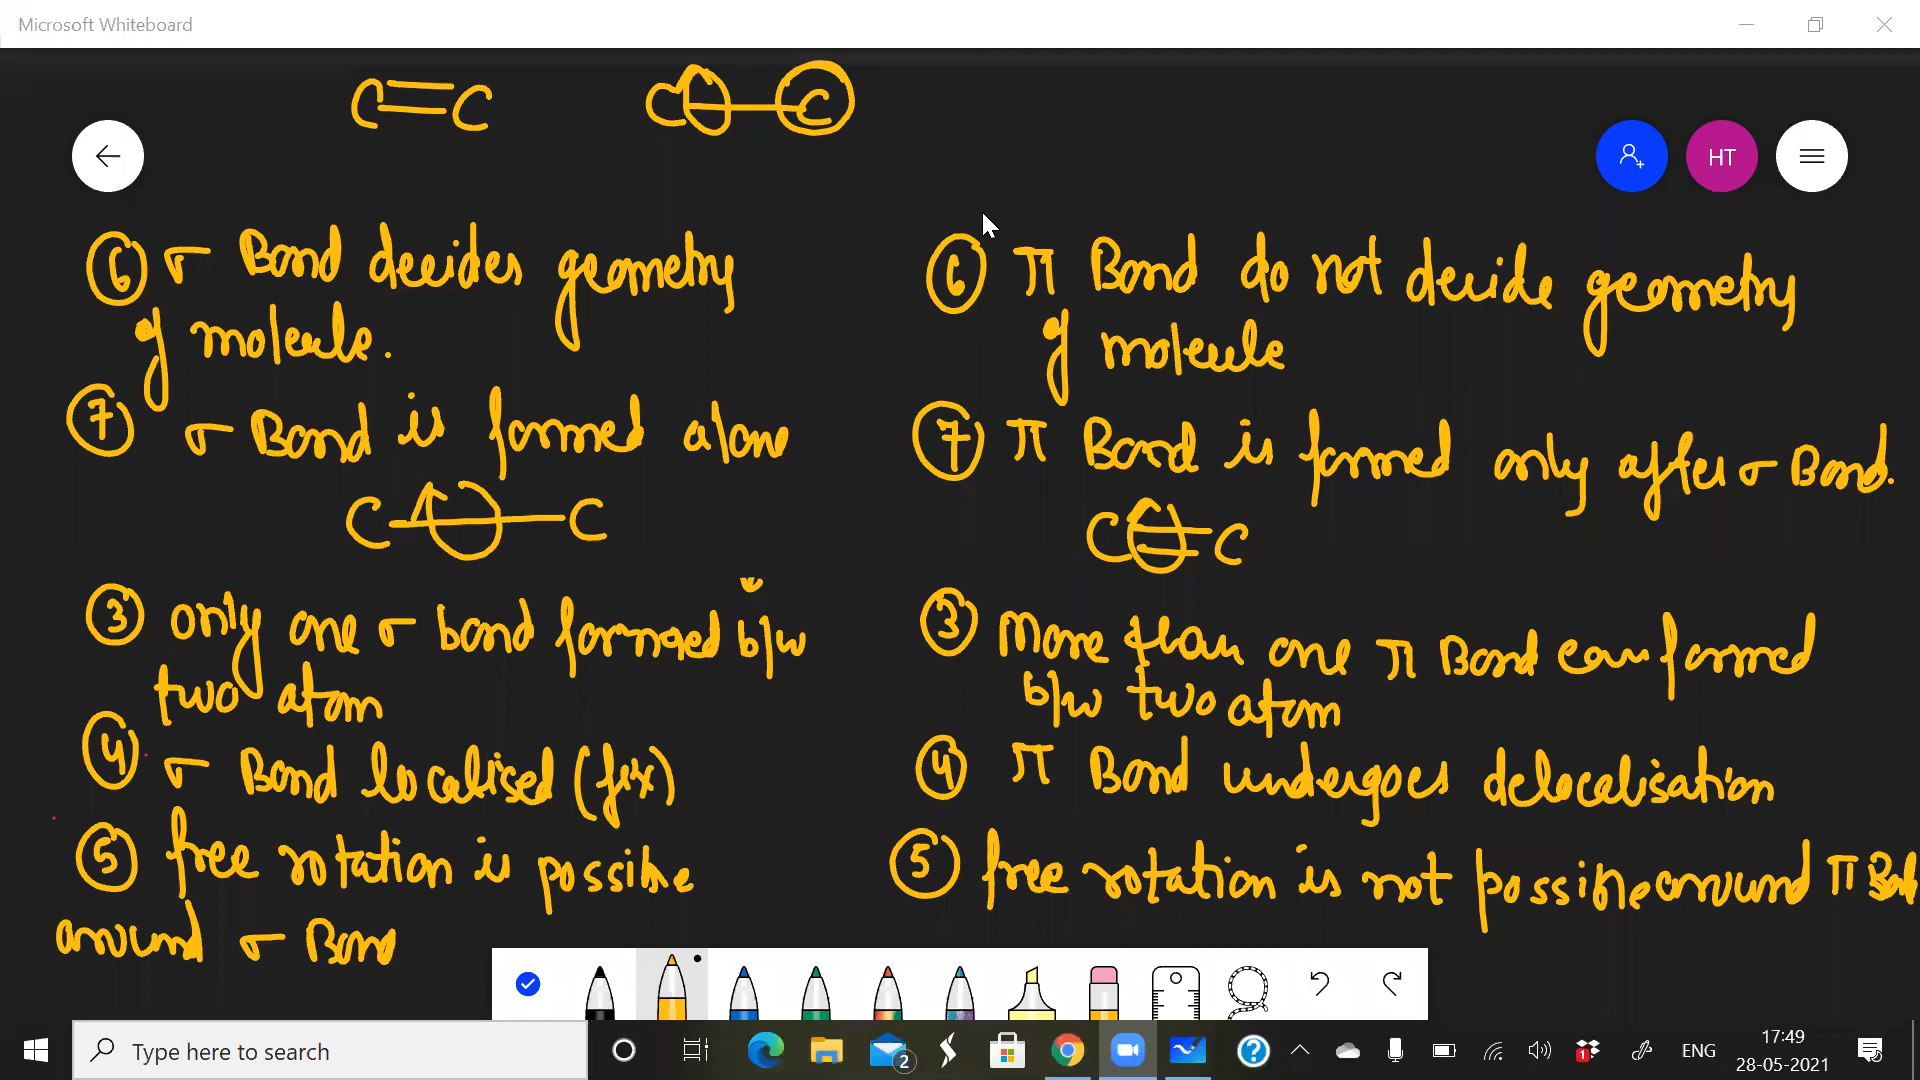 Microsoft Whiteboard
C=C C-C
HT
⑥ σ Bond decides geometry
of molecule.
⑥ π Bond do not decide geometry
of molecule
⑦ σ Bond is formed alone
⑦ π Bond is formed only after σ Bond.
C-C
C=C
③ only one σ bond formed b/w
two atom
③ More than one π Bond can formed
b/w two atom
④ σ Bond localised (fix)
④ π Bond undergoes delocalisation
⑤ free rotation is possible
around σ Bond
⑤ free rotation is not possible around π Bond
Type here to search
2
1
ENG
17:49
28-05-2021